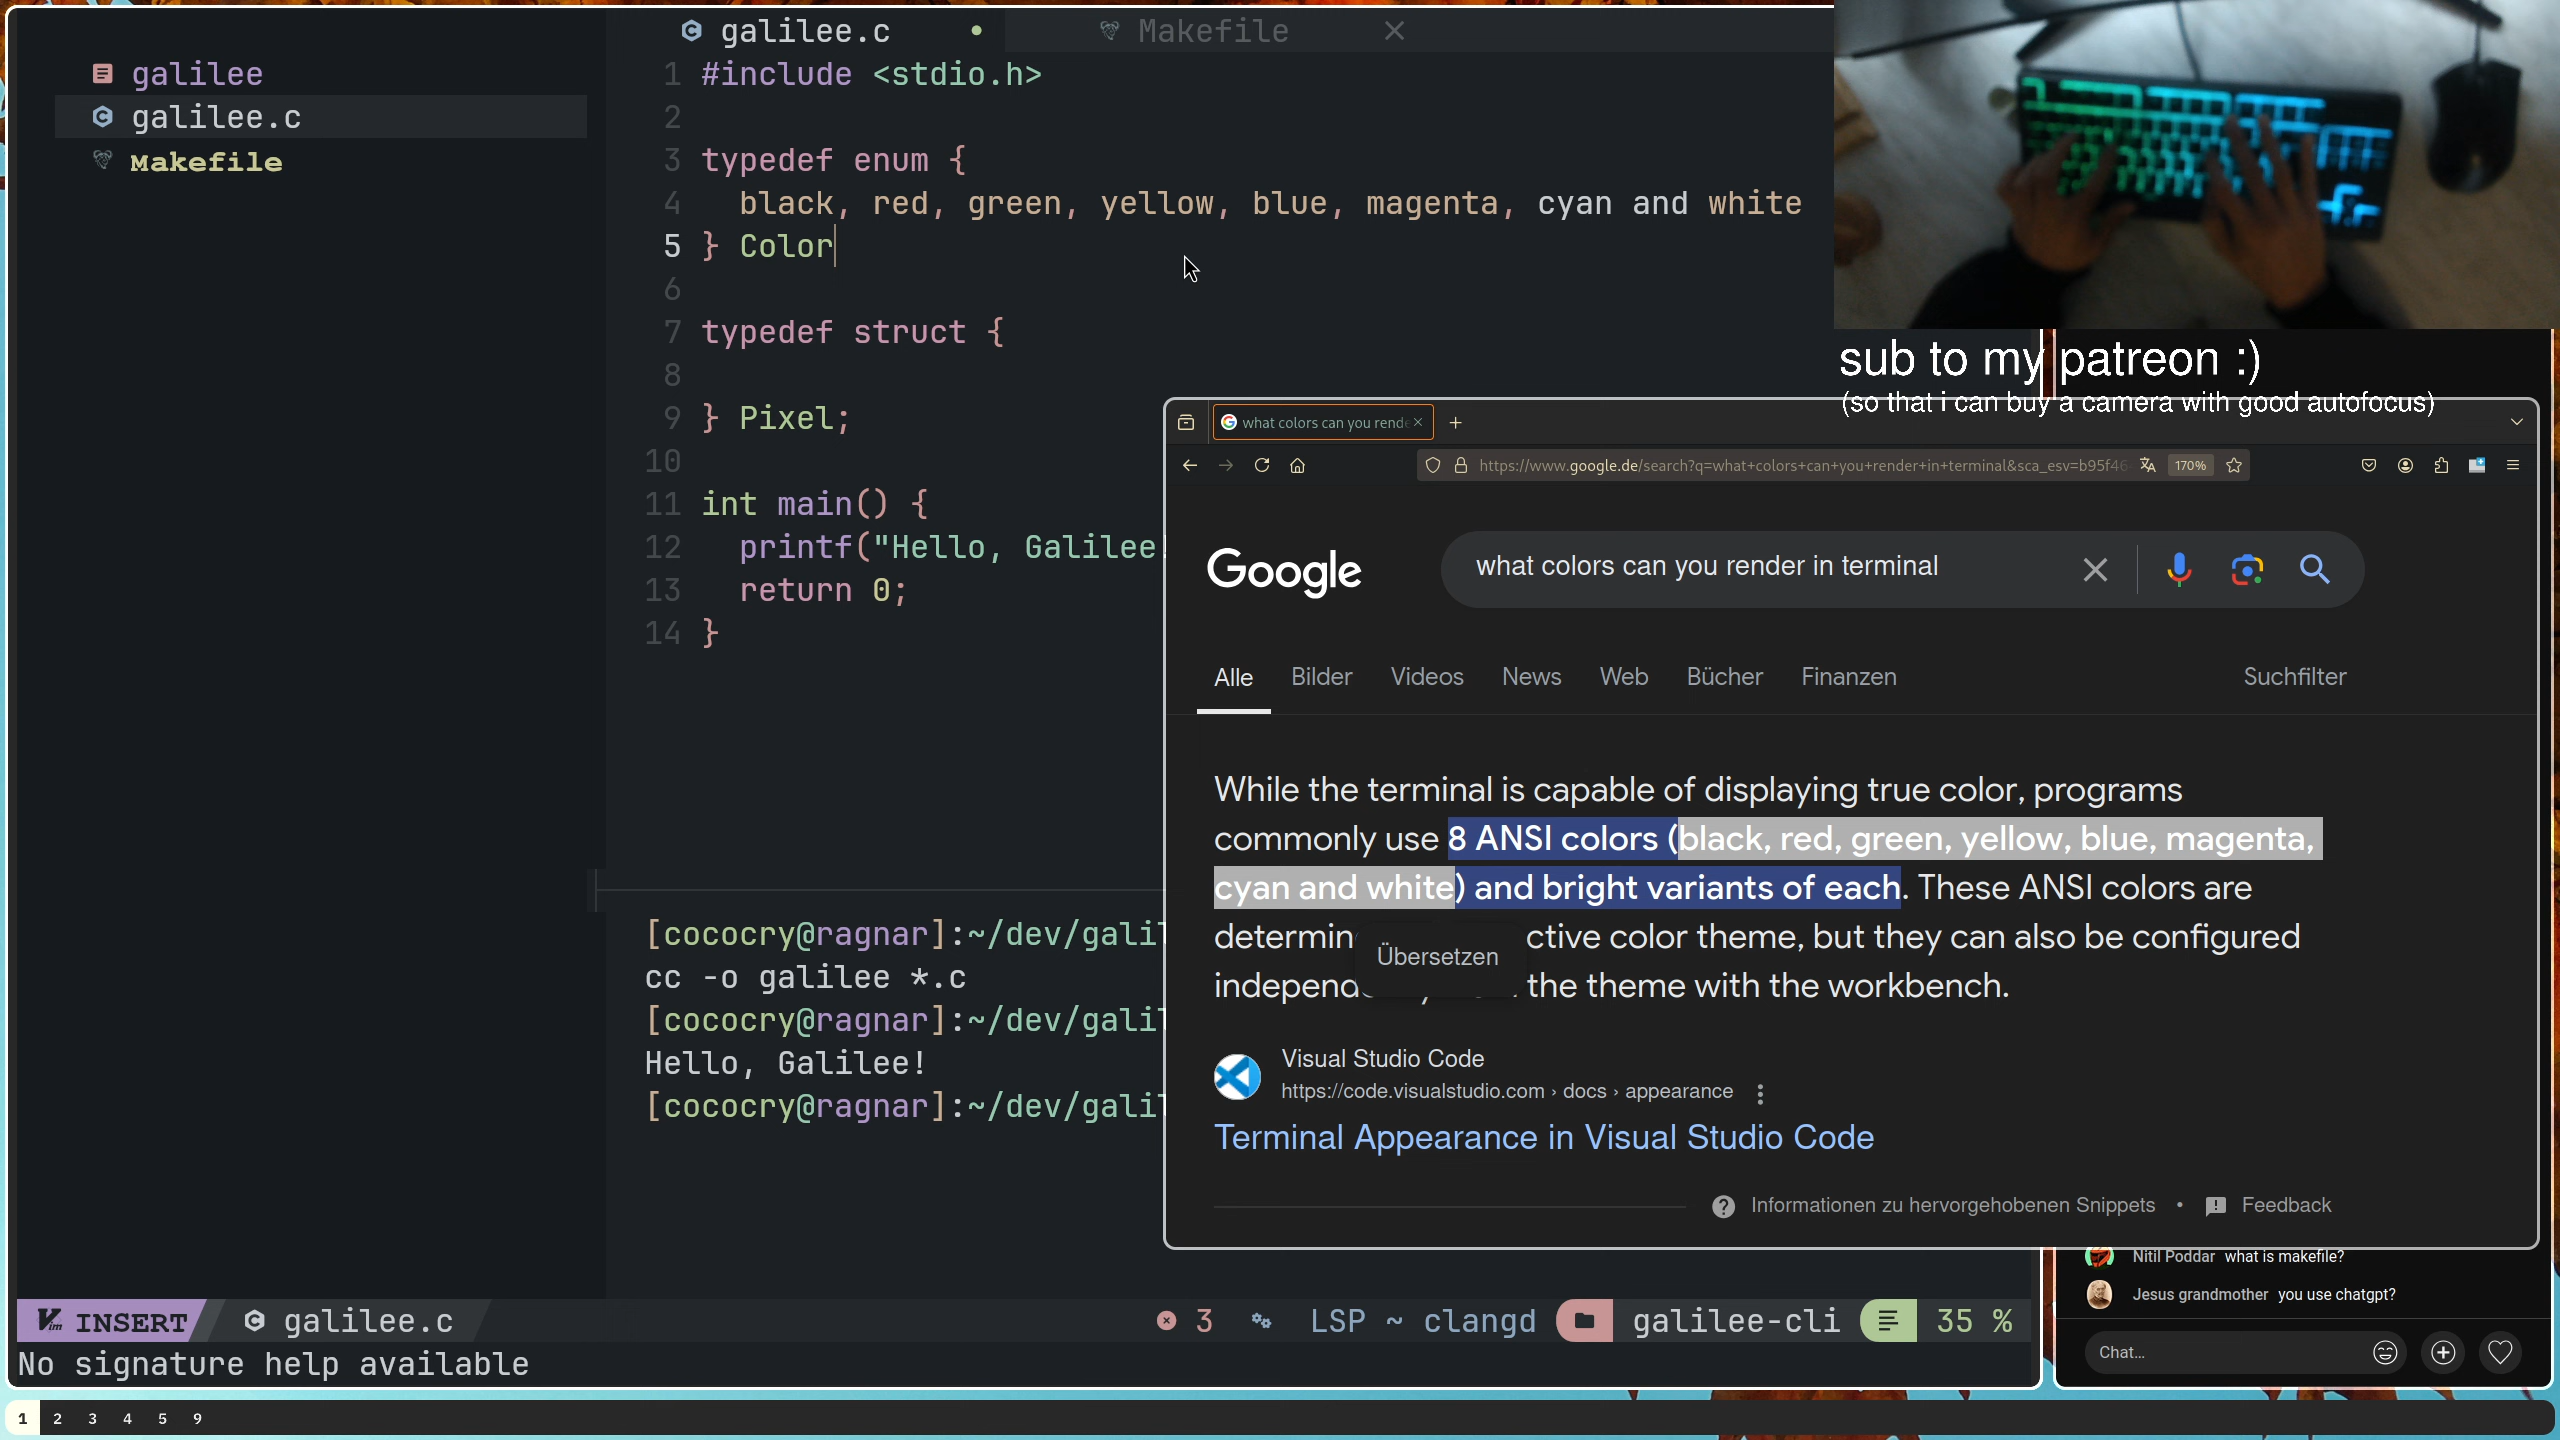 galilee
galilee.c
Makefile
galilee.c
Makefile
1 #include <stdio.h>
2
3 typedef enum {
4 black, red, green, yellow, blue, magenta, cyan and white
5 } Color
6
7 typedef struct {
8
9 } Pixel;
10
11 int main() {
12 printf("Hello, Galilee
13 return 0;
14 }
[cococry@ragnar]:~/dev/galil
cc -o galilee *.c
[cococry@ragnar]:~/dev/galil
Hello, Galilee!
[cococry@ragnar]:~/dev/galil
INSERT galilee.c
3 LSP ~ clangd galilee-cli 35 %
No signature help available
1 2 3 4 5 9
sub to my patreon :)
(so that i can buy a camera with good autofocus)
what colors can you rende
https://www.google.de/search?q=what+colors+can+you+render+in+terminal&sca_esv=b95f46
170%
Google
what colors can you render in terminal
Alle Bilder Videos News Web Bücher Finanzen Suchfilter
While the terminal is capable of displaying true color, programs
commonly use 8 ANSI colors (black, red, green, yellow, blue, magenta,
cyan and white) and bright variants of each. These ANSI colors are
determin ctive color theme, but they can also be configured
Übersetzen
independ the theme with the workbench.
Visual Studio Code
https://code.visualstudio.com › docs › appearance
Terminal Appearance in Visual Studio Code
Informationen zu hervorgehobenen Snippets • Feedback
Nitil Poddar what is makefile?
Jesus grandmother you use chatgpt?
Chat...